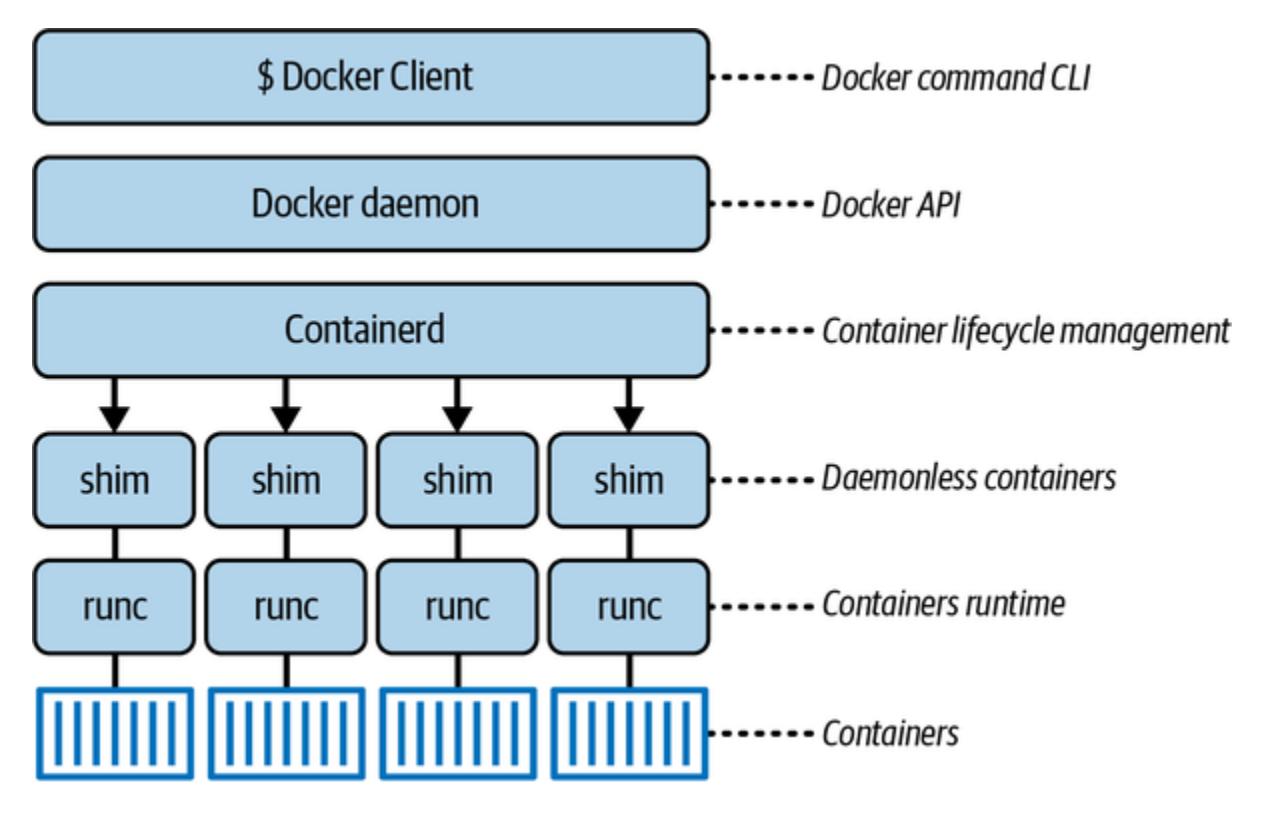 $ Docker Client
Docker command CLI
Docker daemon
Docker API
Containerd
Container lifecycle management
shim shim shim shim
Daemonless containers
runc runc runc runc
Containers runtime
Containers